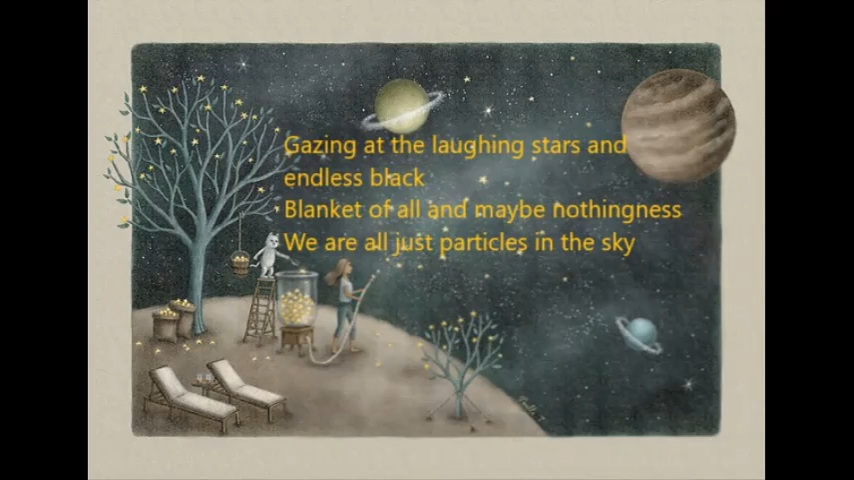 Gazing at the laughing stars and
endless black
Blanket of all and maybe nothingness
We are all just particles in the sky